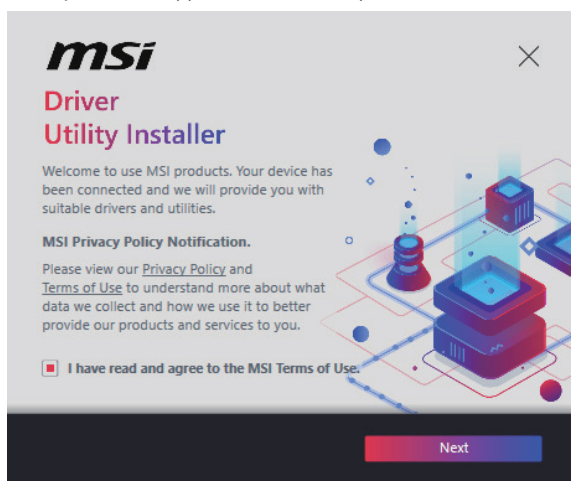 msi
Driver
Utility Installer
Welcome to use MSI products. Your device has
been connected and we will provide you with
suitable drivers and utilities.
MSI Privacy Policy Notification.
Please view our Privacy Policy and
Terms of Use to understand more about what
data we collect and how we use it to better
provide our products and services to you.
I have read and agree to the MSI Terms of Use.
Next